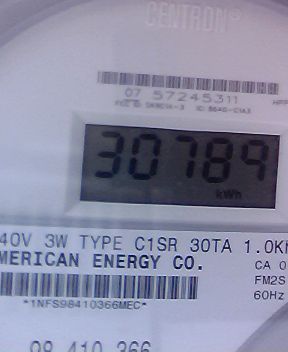 CENTRON®
07 57245311
30789
kWh
40V 3W TYPE C1SR 30TA 1.0K
MERICAN ENERGY CO.
CA 0
FM2S
60Hz
*1NFS98410366MEC*
98 410 366